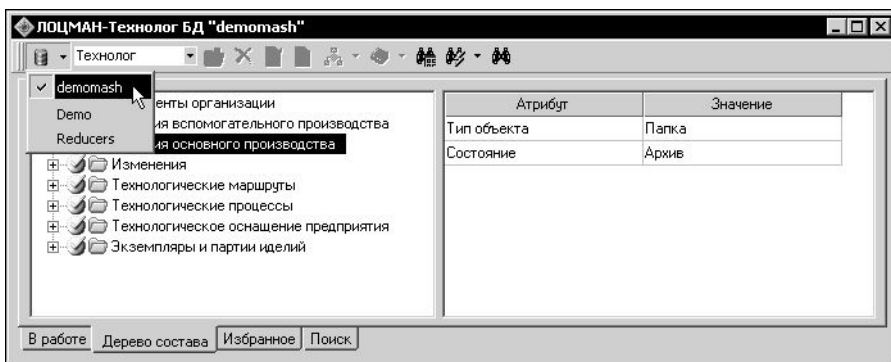 ЛОЦМАН-Технолог БД "demomash"
Технолог
demomash
Demo
Reducers
енты организации
ия вспомогательного производства
ия основного производства
Изменения
Технологические маршруты
Технологические процессы
Технологическое оснащение предприятия
Экземпляры и партии иделий
Атрибут Значение
Тип объекта Папка
Состояние Архив
В работе Дерево состава Избранное Поиск